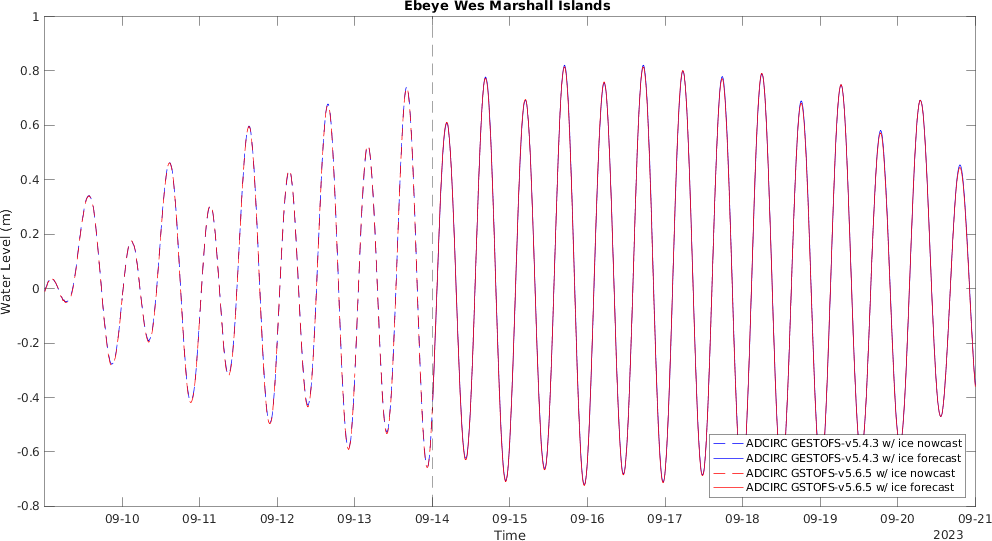 Ebeye Wes Marshall Islands
1
0.8
0.6
0.4
0.2
0
-0.2
-0.4
-0.6
-0.8
Water Level (m)
ADCIRC GESTOFS-v5.4.3 w/ ice nowcast
ADCIRC GESTOFS-v5.4.3 w/ ice forecast
ADCIRC GSTOFS-v5.6.5 w/ ice nowcast
ADCIRC GSTOFS-v5.6.5 w/ ice forecast
09-10 09-11 09-12 09-13 09-14 09-15 09-16 09-17 09-18 09-19 09-20 09-21
Time
2023